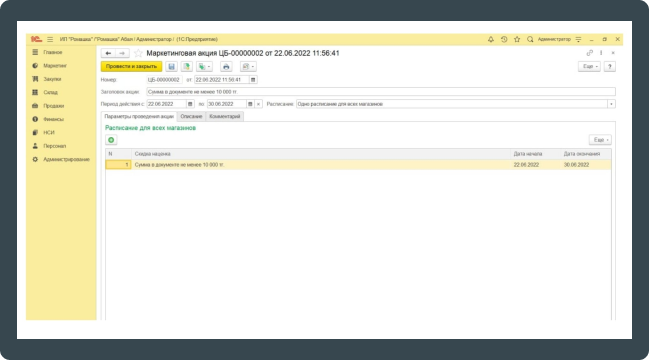 1С ИП "Ромашка" / "Ромашка" Абая / Администратор / (1С:Предприятие) Администратор
Главное
Маркетинг
Закупки
Склад
Продажи
Финансы
НСИ
Персонал
Администрирование
Маркетинговая акция ЦБ-00000002 от 22.06.2022 11:56:41
Провести и закрыть Еще ?
Номер: ЦБ-00000002 от 22.06.2022 11:56:41
Заголовок акции: Сумма в документе не менее 10 000 тг.
Период действия с: 22.06.2022 по: 30.06.2022 Расписание: Одно расписание для всех магазинов
Параметры проведения акции Описание Комментарий
Расписание для всех магазинов
Еще
N Скидка наценка Дата начала Дата окончания
1 Сумма в документе не менее 10 000 тг. 22.06.2022 30.06.2022